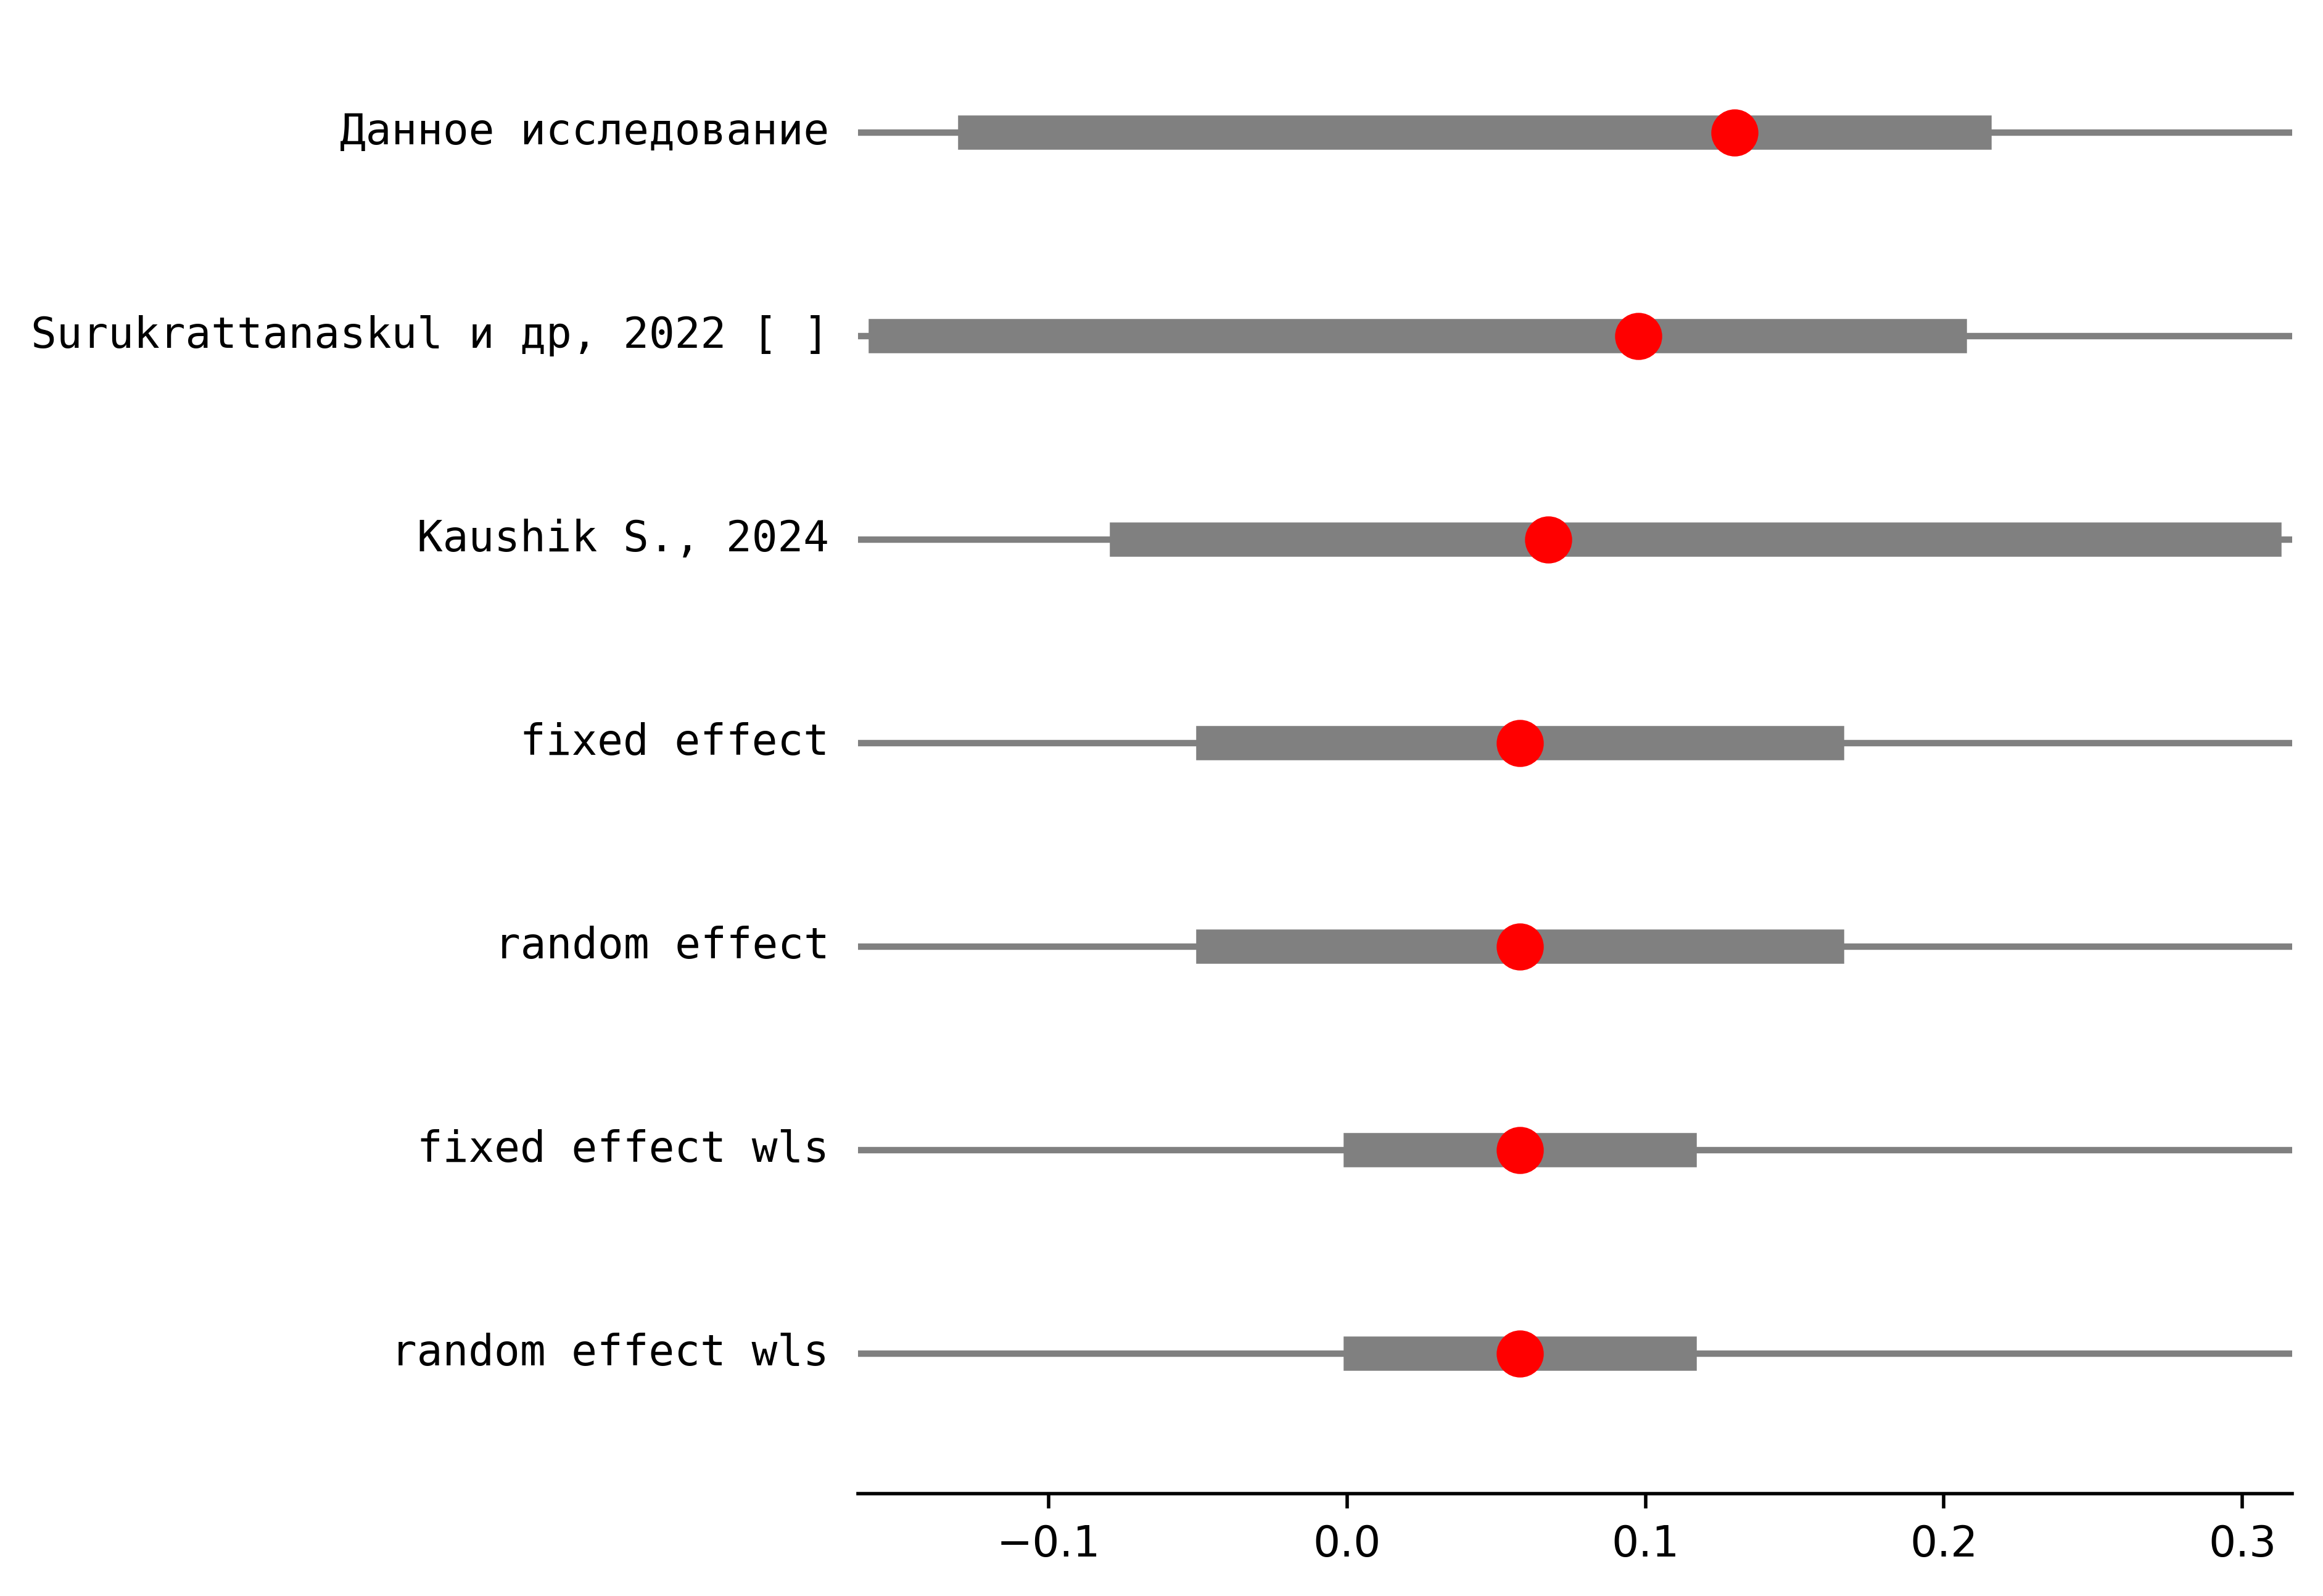 Данное исследование
Surukrattanaskul и др, 2022 [ ]
Kaushik S., 2024
fixed effect
random effect
fixed effect wls
random effect wls
−0.1 0.0 0.1 0.2 0.3